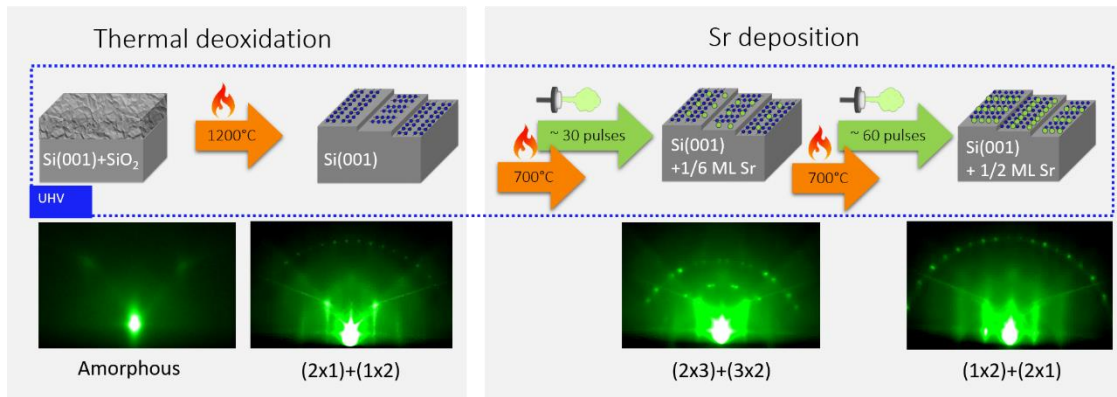 Thermal deoxidation
Sr deposition
1200°C
~ 30 pulses
~ 60 pulses
Si(001)+SiO₂
Si(001)
700°C
Si(001)
+1/6 ML Sr
700°C
Si(001)
+ 1/2 ML Sr
UHV
Amorphous
(2x1)+(1x2)
(2x3)+(3x2)
(1x2)+(2x1)